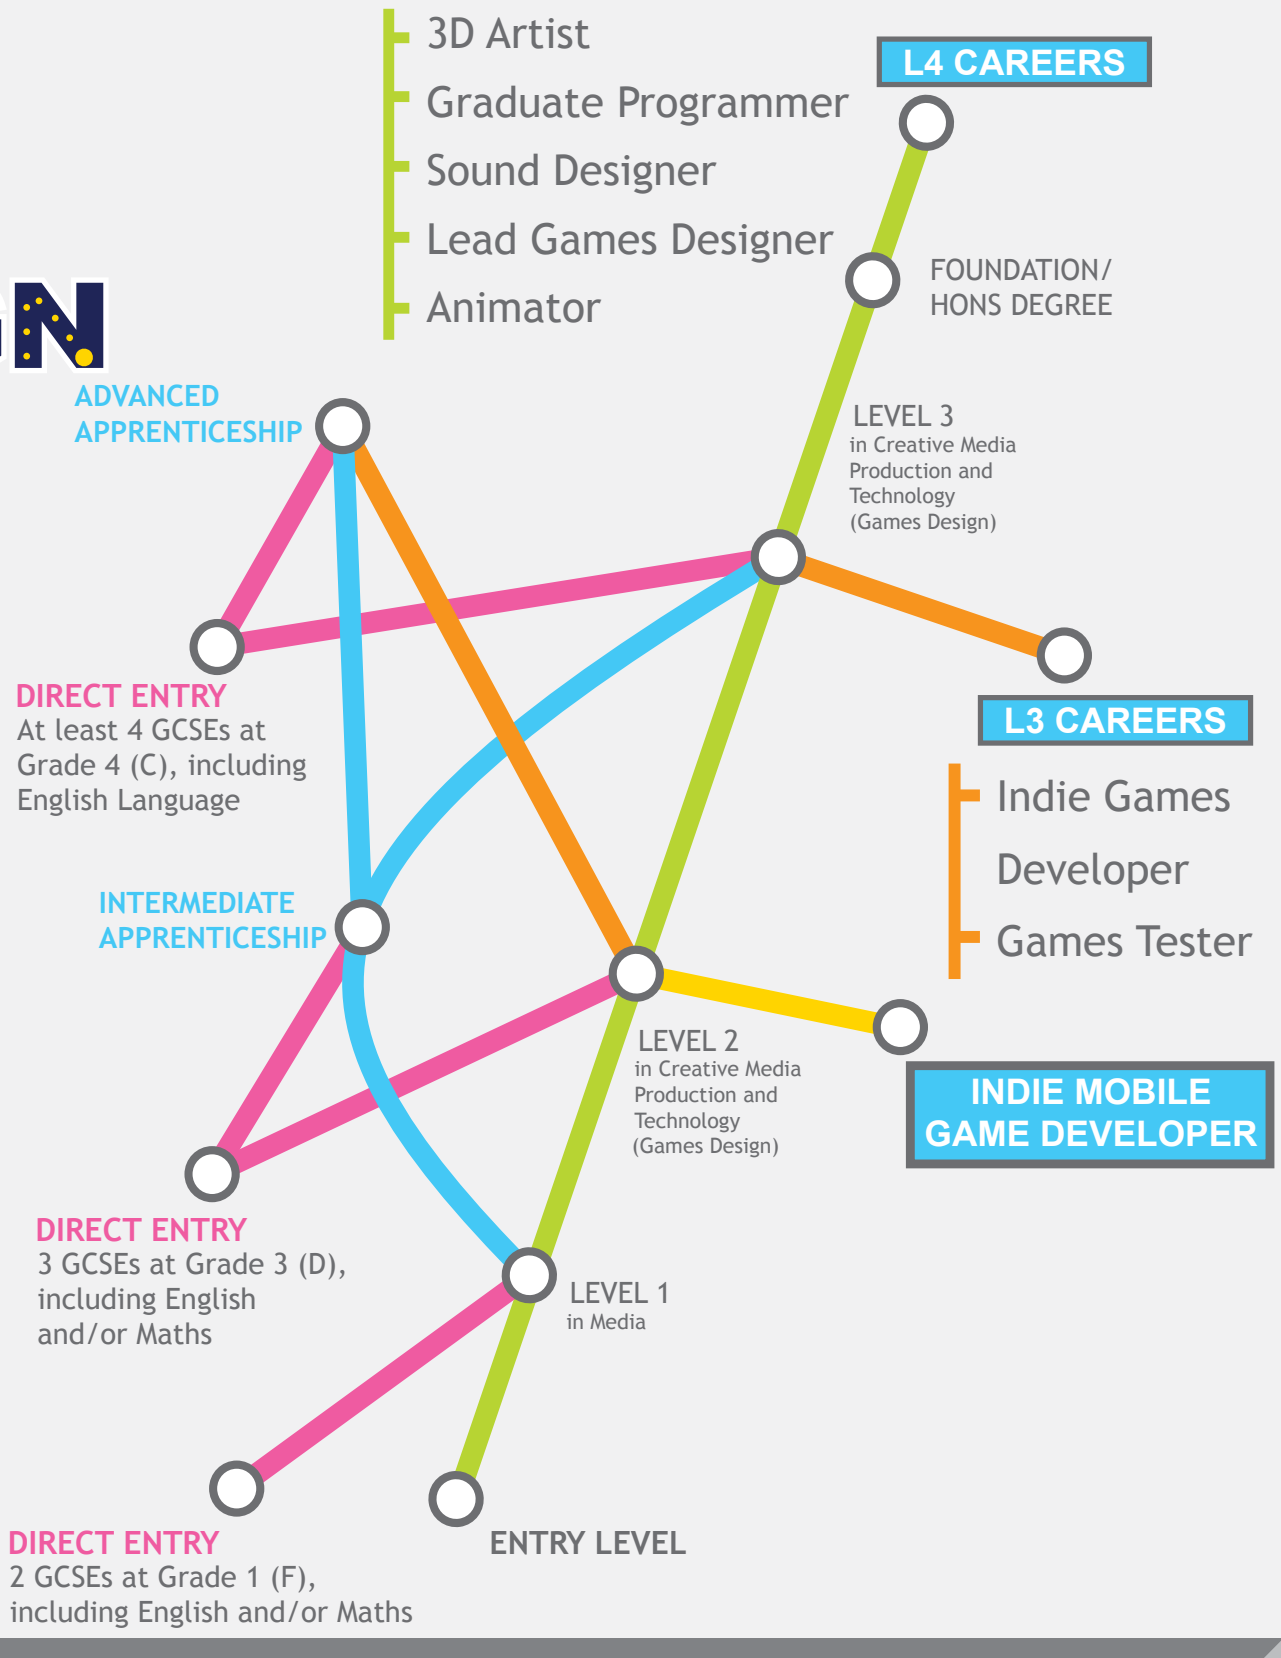 3D Artist
Graduate Programmer
Sound Designer
Lead Games Designer
Animator
L4 CAREERS
FOUNDATION/
HONS DEGREE
N
ADVANCED
APPRENTICESHIP
LEVEL 3
in Creative Media
Production and
Technology
(Games Design)
DIRECT ENTRY
At least 4 GCSEs at
Grade 4 (C), including
English Language
L3 CAREERS
Indie Games
Developer
Games Tester
INTERMEDIATE
APPRENTICESHIP
LEVEL 2
in Creative Media
Production and
Technology
(Games Design)
INDIE MOBILE
GAME DEVELOPER
DIRECT ENTRY
3 GCSEs at Grade 3 (D),
including English
and/or Maths
LEVEL 1
in Media
DIRECT ENTRY
2 GCSEs at Grade 1 (F),
including English and/or Maths
ENTRY LEVEL